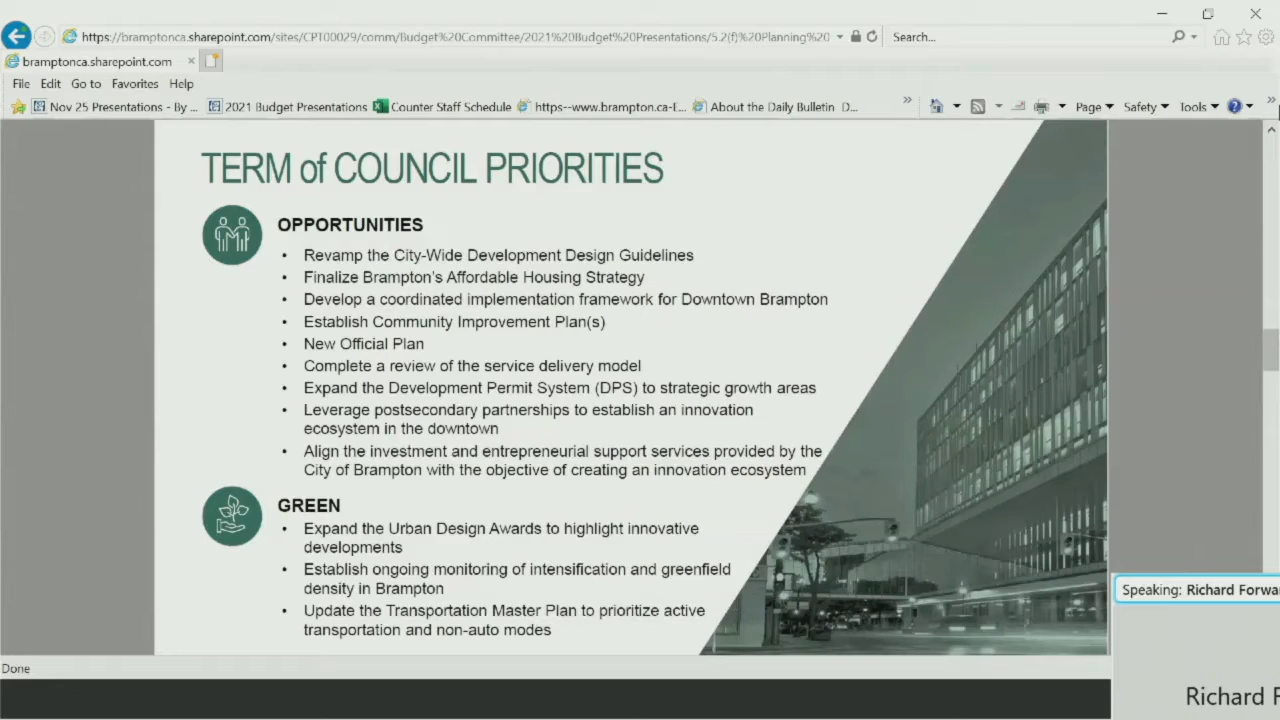 https://bramptonca.sharepoint.com/sites/CPT00029/comm/Budget%20Committee/2021%20Budget%20Presentations/5.2(f)%20Planning%20
Search...
bramptonca.sharepoint.com
File Edit Go to Favorites Help
Nov 25 Presentations - By ... 2021 Budget Presentations Counter Staff Schedule https--www.brampton.ca-E... About the Daily Bulletin D... Page Safety Tools
TERM of COUNCIL PRIORITIES
OPPORTUNITIES
• Revamp the City-Wide Development Design Guidelines
• Finalize Brampton's Affordable Housing Strategy
• Develop a coordinated implementation framework for Downtown Brampton
• Establish Community Improvement Plan(s)
• New Official Plan
• Complete a review of the service delivery model
• Expand the Development Permit System (DPS) to strategic growth areas
• Leverage postsecondary partnerships to establish an innovation
ecosystem in the downtown
• Align the investment and entrepreneurial support services provided by the
City of Brampton with the objective of creating an innovation ecosystem
GREEN
• Expand the Urban Design Awards to highlight innovative
developments
• Establish ongoing monitoring of intensification and greenfield
density in Brampton
• Update the Transportation Master Plan to prioritize active
transportation and non-auto modes
Speaking: Richard Forwa
Done
Richard F